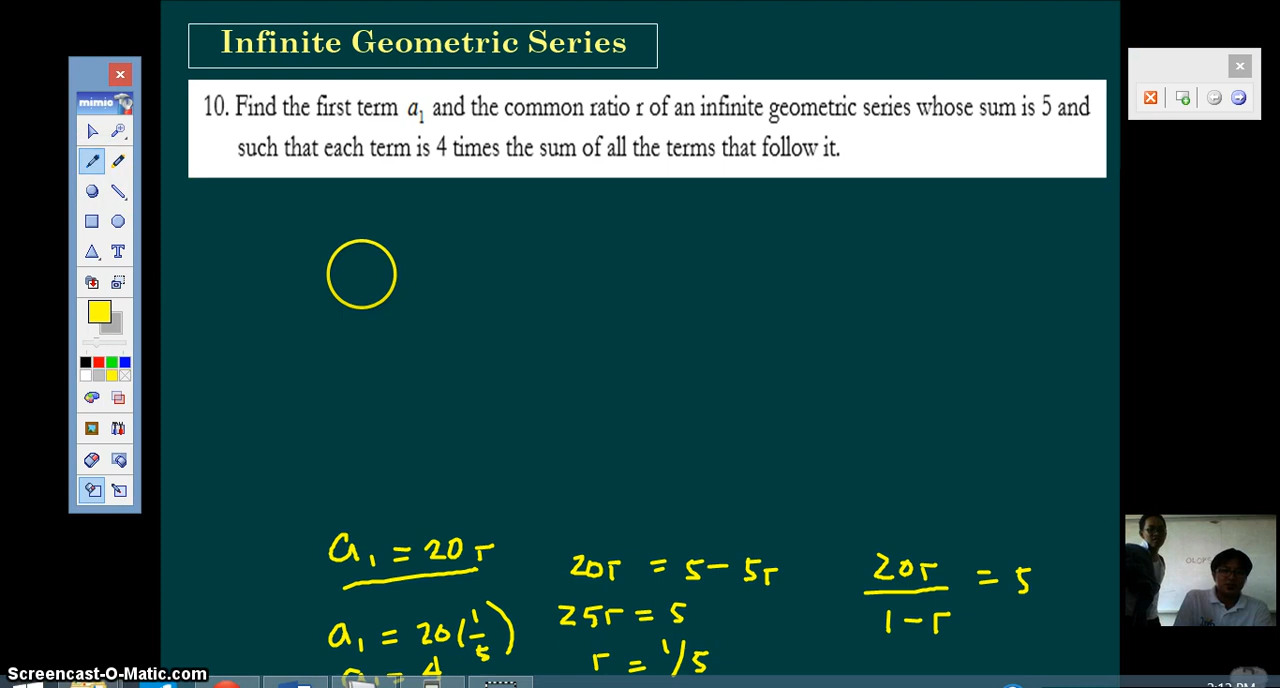 Infinite Geometric Series
10. Find the first term a₁ and the common ratio r of an infinite geometric series whose sum is 5 and
such that each term is 4 times the sum of all the terms that follow it.
mimio
T
a₁ = 20r
20r = 5 - 5r
20r / 1-r = 5
a₁ = 20(1/5)
25r = 5
a₁ = 4
r = 1/5
Screencast-O-Matic.com